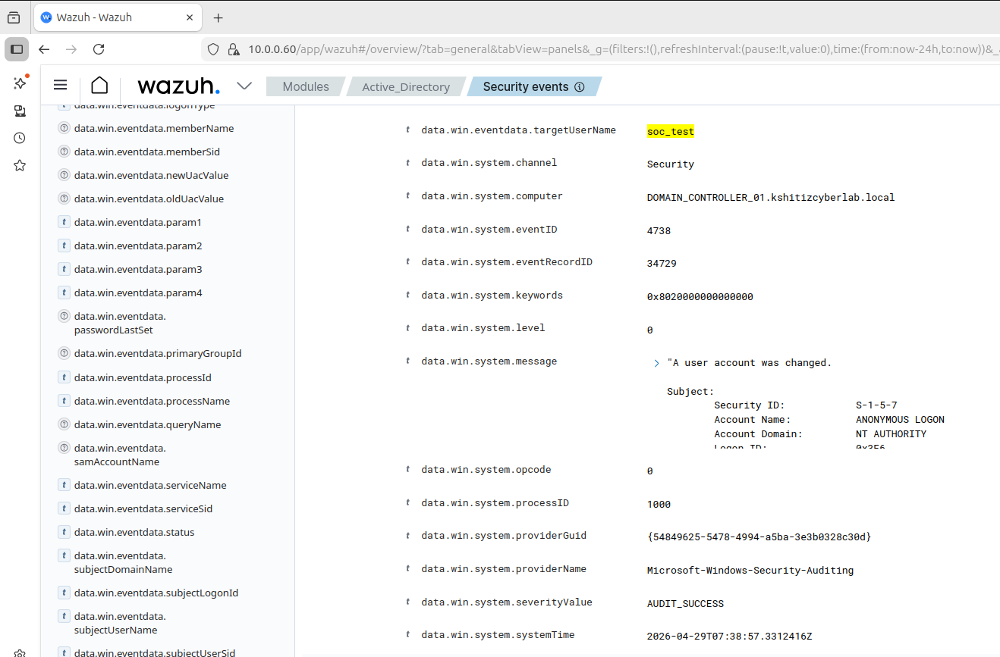 Wazuh - Wazuh
10.0.0.60/app/wazuh#/overview/?tab=general&tabView=panels&_g=(filters:!(),refreshInterval:(pause:!t,value:0),time:(from:now-24h,to:now))&_
wazuh.
Modules
Active_Directory
Security events
data.win.eventdata.logonType
data.win.eventdata.memberName
data.win.eventdata.memberSid
data.win.eventdata.newUacValue
data.win.eventdata.oldUacValue
data.win.eventdata.param1
data.win.eventdata.param2
data.win.eventdata.param3
data.win.eventdata.param4
data.win.eventdata.
passwordLastSet
data.win.eventdata.primaryGroupId
data.win.eventdata.processId
data.win.eventdata.processName
data.win.eventdata.queryName
data.win.eventdata.
samAccountName
data.win.eventdata.serviceName
data.win.eventdata.serviceSid
data.win.eventdata.status
data.win.eventdata.
subjectDomainName
data.win.eventdata.subjectLogonId
data.win.eventdata.
subjectUserName
data.win.eventdata.subjectUserSid
t data.win.eventdata.targetUserName soc_test
t data.win.system.channel Security
t data.win.system.computer DOMAIN_CONTROLLER_01.kshitizcyberlab.local
t data.win.system.eventID 4738
t data.win.system.eventRecordID 34729
t data.win.system.keywords 0x8020000000000000
t data.win.system.level 0
t data.win.system.message "A user account was changed.
Subject:
Security ID: S-1-5-7
Account Name: ANONYMOUS LOGON
Account Domain: NT AUTHORITY
Logon ID: 0x3E6
t data.win.system.opcode 0
t data.win.system.processID 1000
t data.win.system.providerGuid {54849625-5478-4994-a5ba-3e3b0328c30d}
t data.win.system.providerName Microsoft-Windows-Security-Auditing
t data.win.system.severityValue AUDIT_SUCCESS
t data.win.system.systemTime 2026-04-29T07:38:57.3312416Z